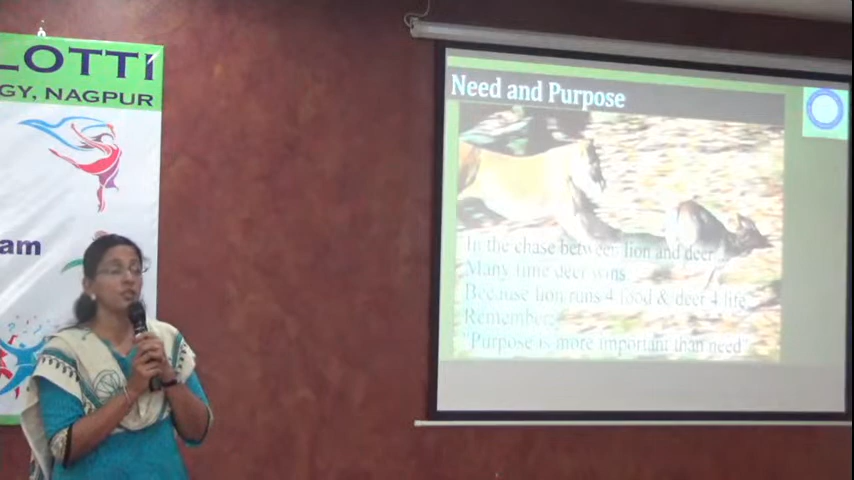 LOTTI
GY, NAGPUR
am
Need and Purpose
In the chase between lion and deer
Many time deer wins
Because lion runs 4 food & deer 4 life
Remember:
"Purpose is more important than need"